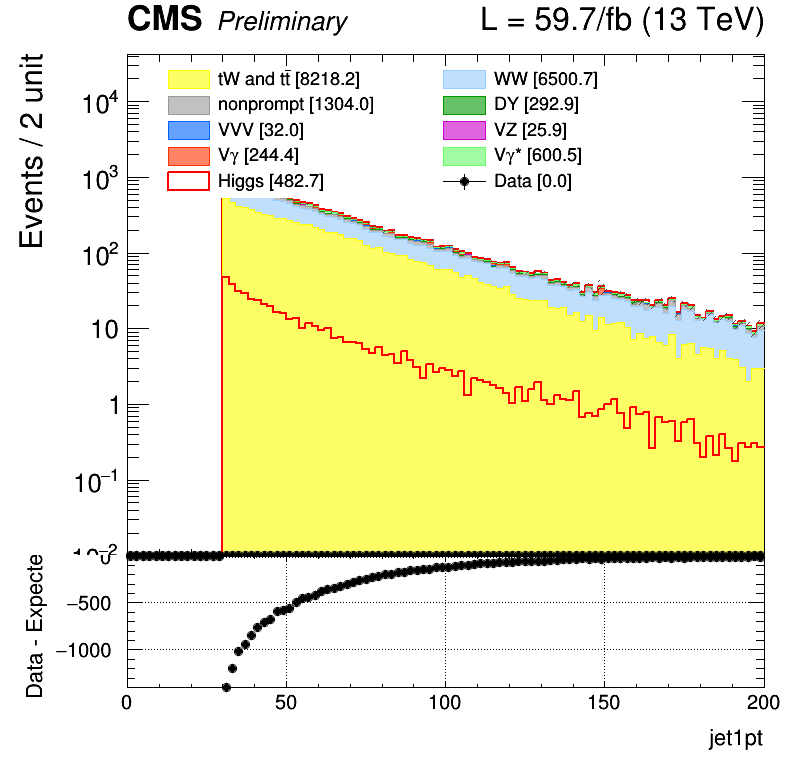 CMS Preliminary L = 59.7/fb (13 TeV)
Events / 2 unit
tW and tt̄ [8218.2] WW [6500.7]
nonprompt [1304.0] DY [292.9]
VVV [32.0] VZ [25.9]
Vγ [244.4] Vγ* [600.5]
Higgs [482.7] Data [0.0]
10⁴
10³
10²
10
1
10⁻¹
0
−500
−1000
Data - Expecte
0 50 100 150 200
jet1pt